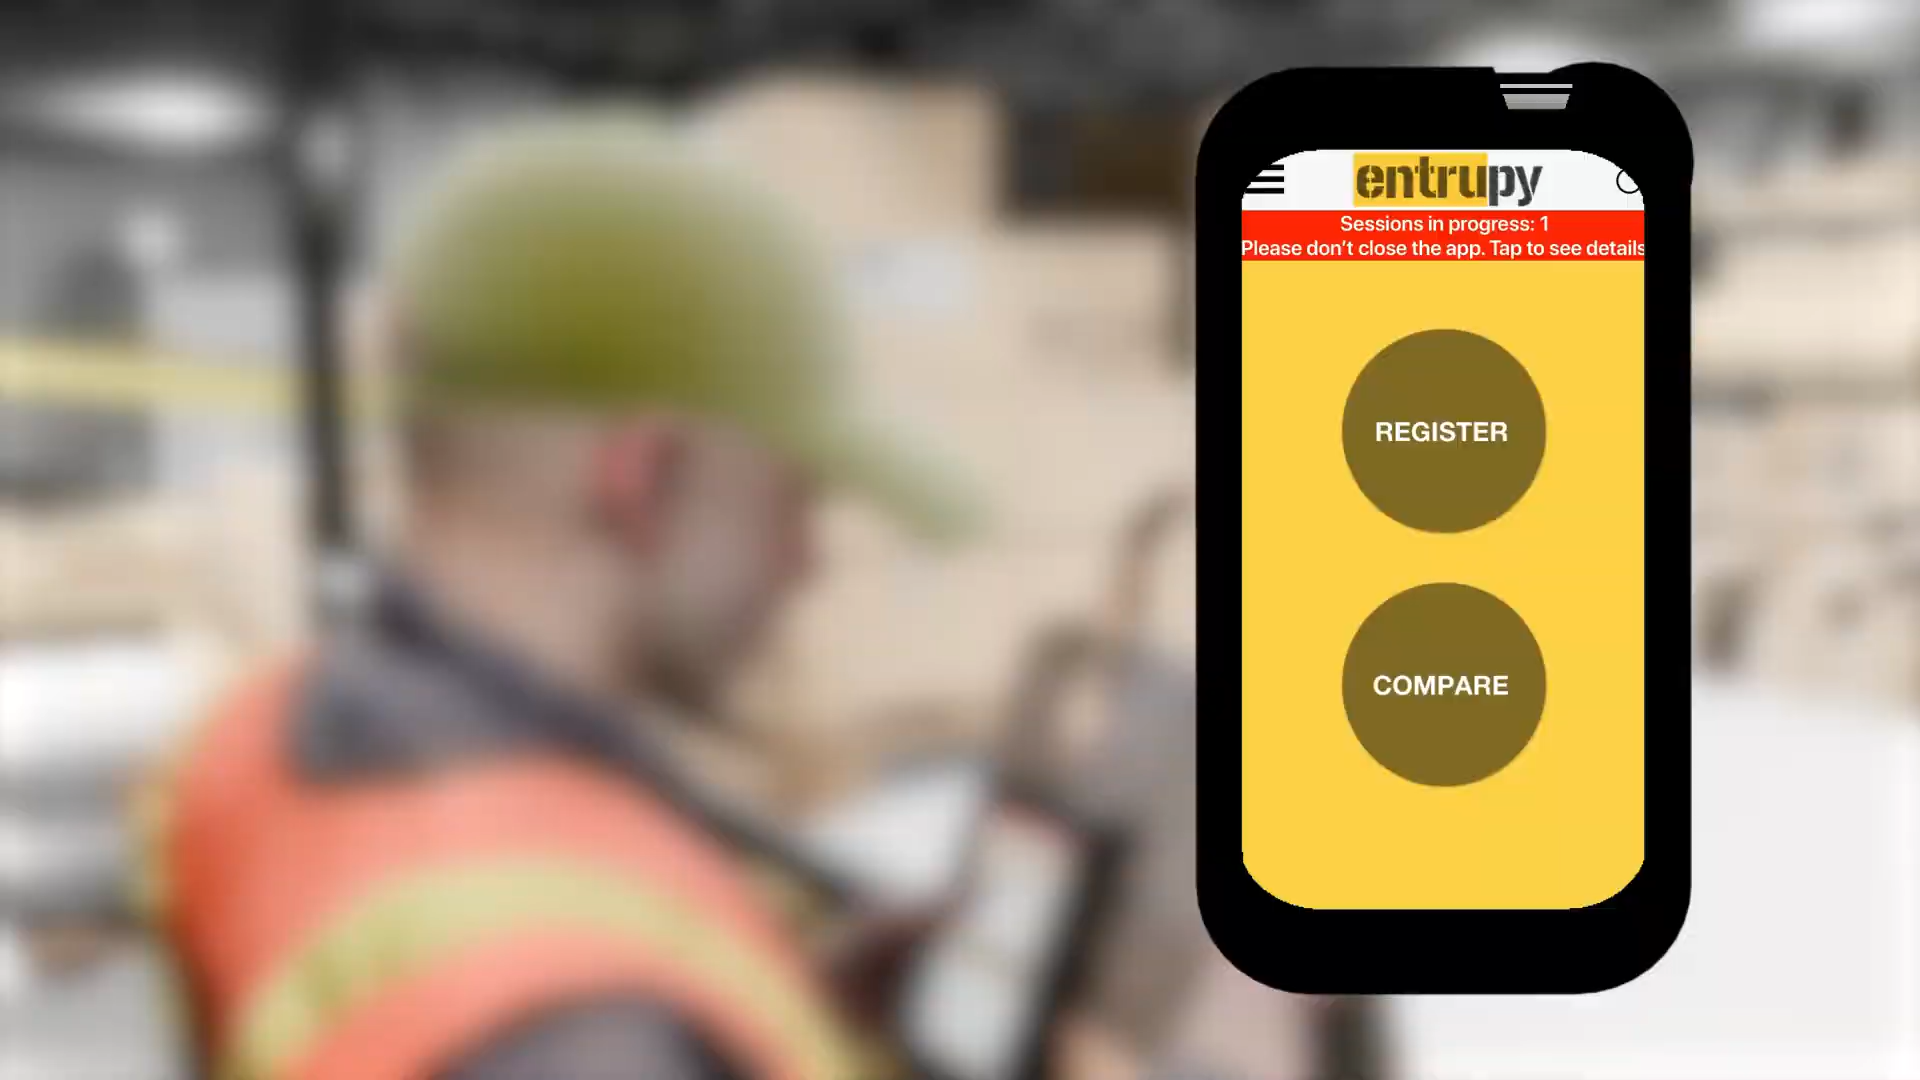 entrupy
Sessions in progress: 1
Please don't close the app. Tap to see details
REGISTER
COMPARE